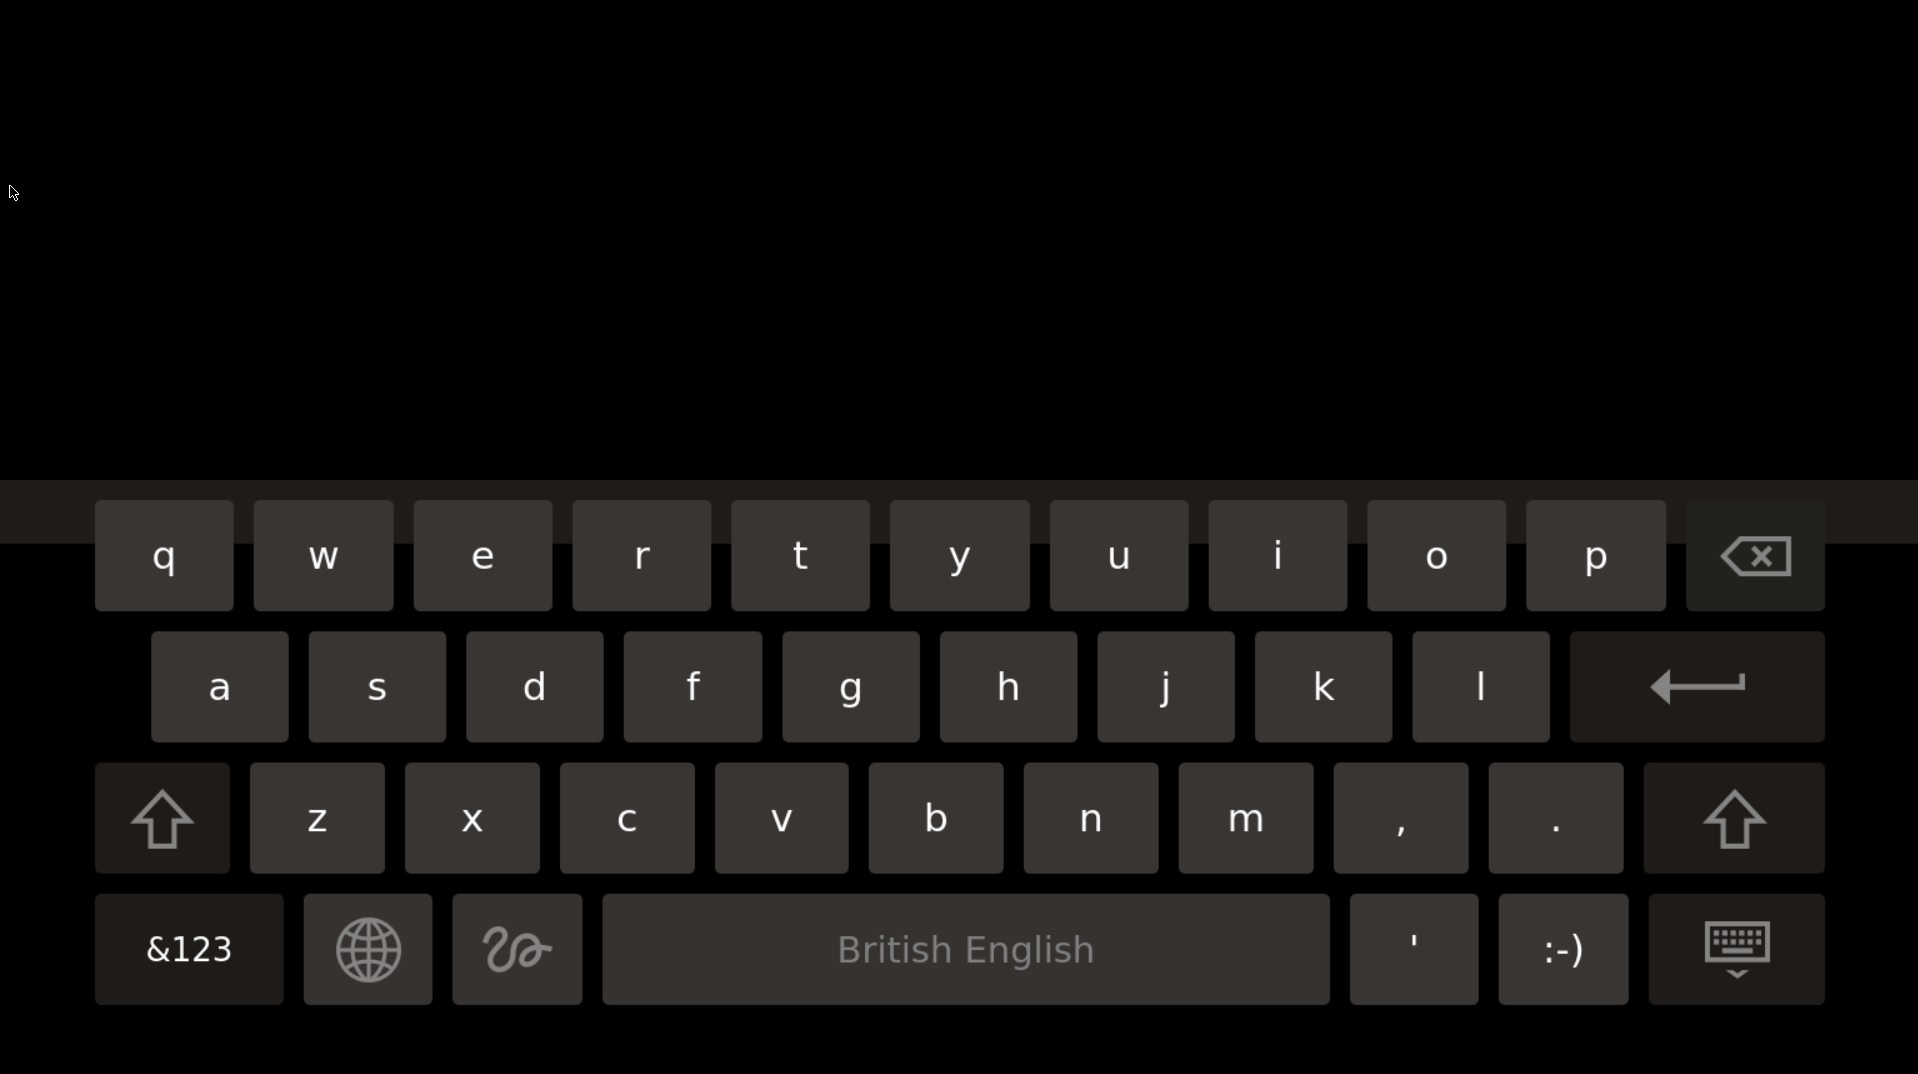 q w e r t y u i o p
a s d f g h j k l
z x c v b n m , .
&123 British English ' :-)